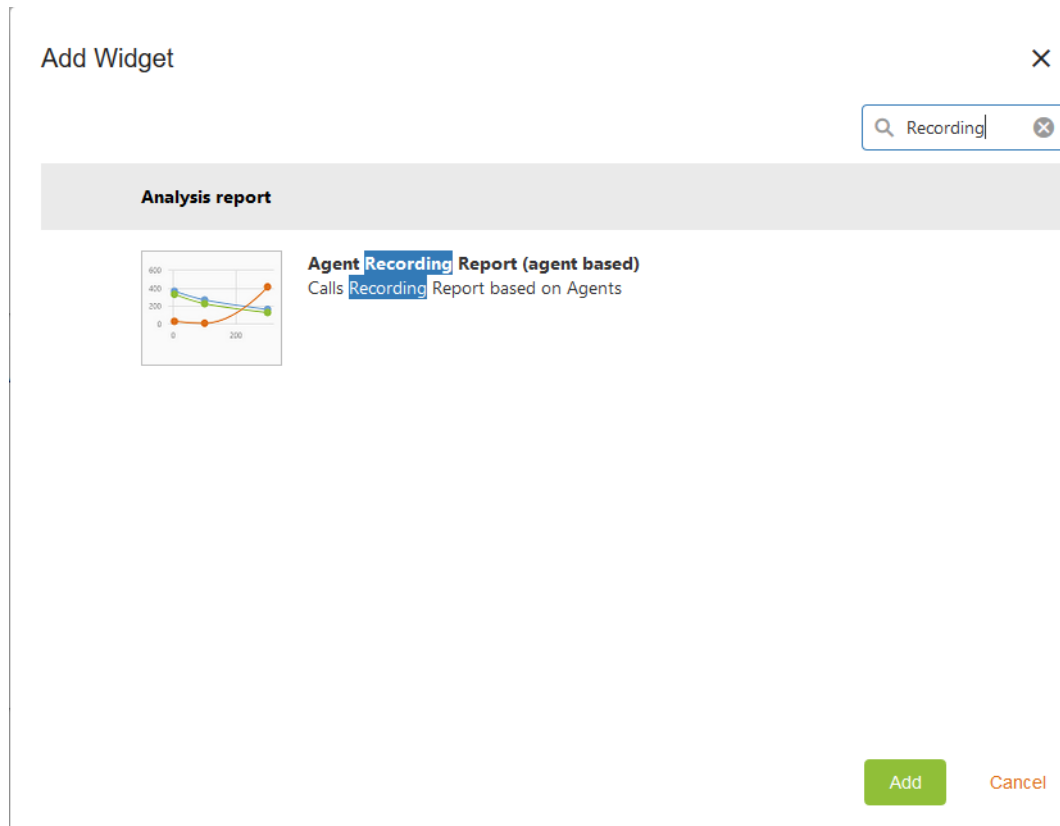 Add Widget
Recording
Analysis report
600
400
200
0
0
200
Agent Recording Report (agent based)
Calls Recording Report based on Agents
Add
Cancel